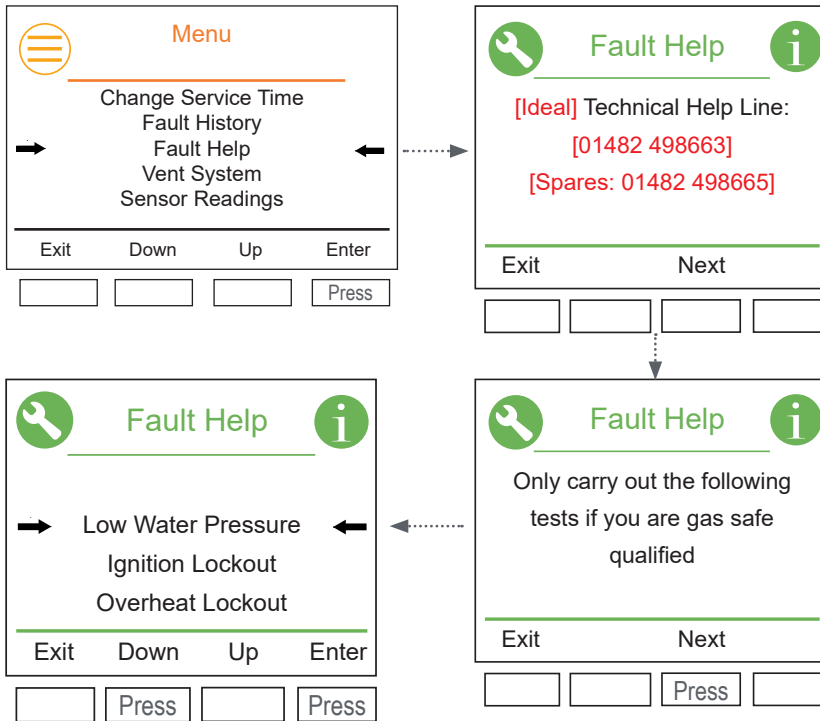 Menu
Change Service Time
Fault History
Fault Help
Vent System
Sensor Readings
Exit Down Up Enter
Press
Fault Help
i
[Ideal] Technical Help Line:
[01482 498663]
[Spares: 01482 498665]
Exit Next
Fault Help
i
Only carry out the following
tests if you are gas safe
qualified
Exit Next
Press
Fault Help
i
Low Water Pressure
Ignition Lockout
Overheat Lockout
Exit Down Up Enter
Press Press